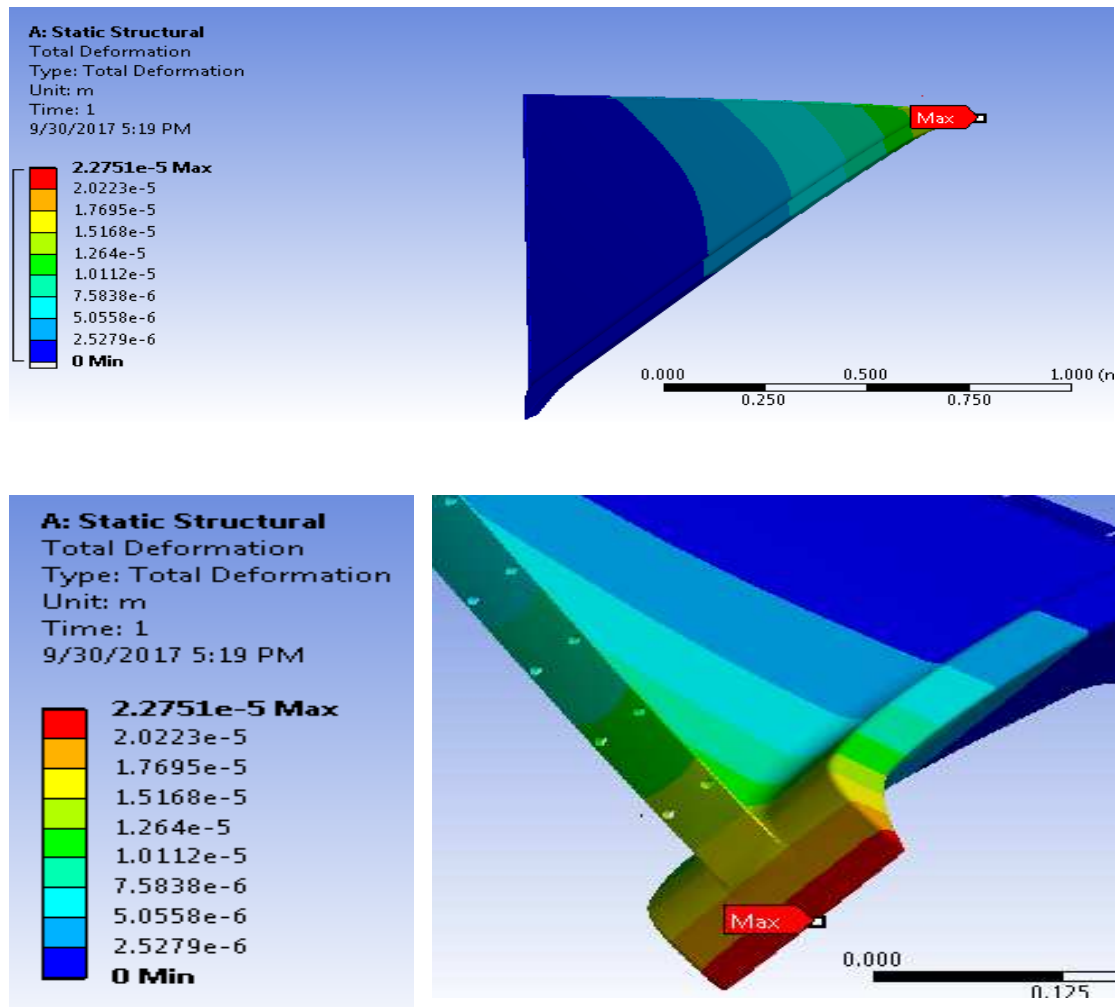 A: Static Structural
Total Deformation
Type: Total Deformation
Unit: m
Time: 1
9/30/2017 5:19 PM
2.2751e-5 Max
2.0223e-5
1.7695e-5
1.5168e-5
1.264e-5
1.0112e-5
7.5838e-6
5.0558e-6
2.5279e-6
0 Min
Max
0.000 0.500 1.000 (m
0.250 0.750
A: Static Structural
Total Deformation
Type: Total Deformation
Unit: m
Time: 1
9/30/2017 5:19 PM
2.2751e-5 Max
2.0223e-5
1.7695e-5
1.5168e-5
1.264e-5
1.0112e-5
7.5838e-6
5.0558e-6
2.5279e-6
0 Min
Max
0.000
0.125